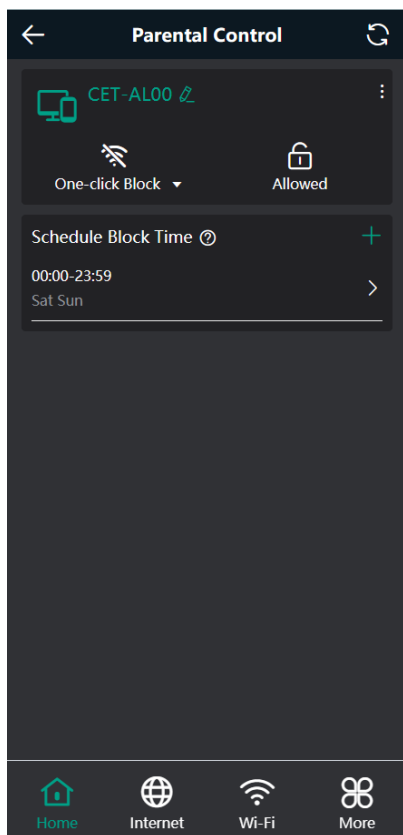 Parental Control
CET-AL00
One-click Block
Allowed
Schedule Block Time
00:00-23:59
Sat Sun
Home
Internet
Wi-Fi
More